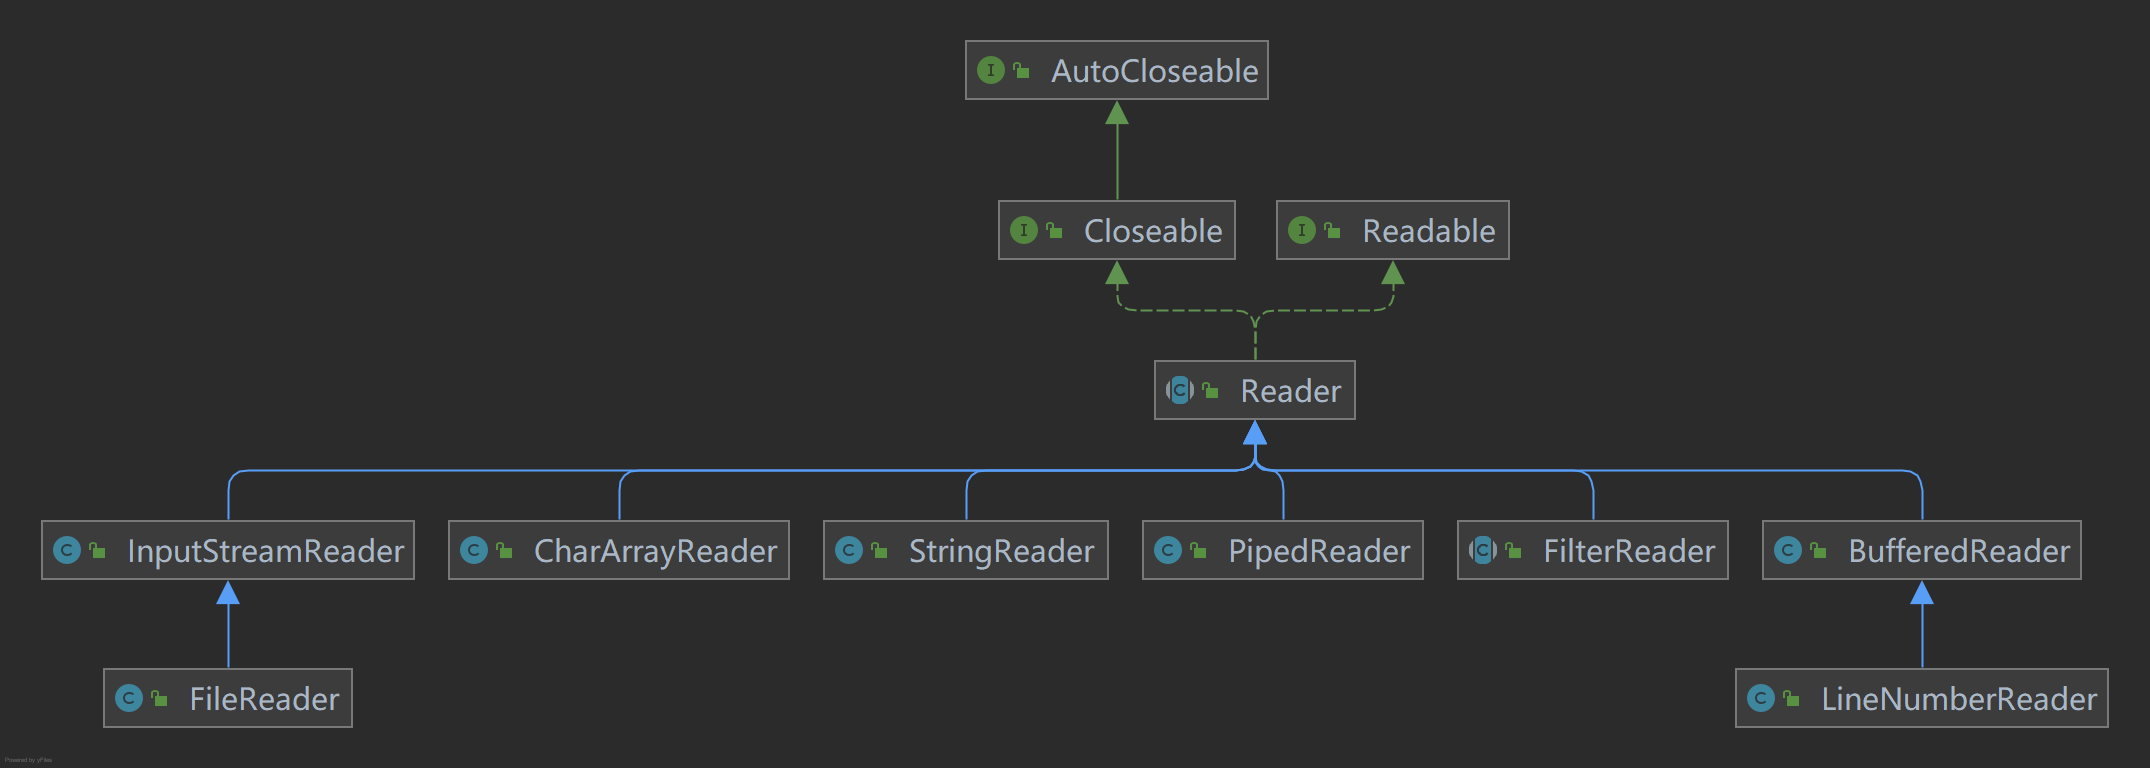 AutoCloseable
Closeable
Readable
Reader
InputStreamReader
CharArrayReader
StringReader
PipedReader
FilterReader
BufferedReader
FileReader
LineNumberReader
Powered by yFiles